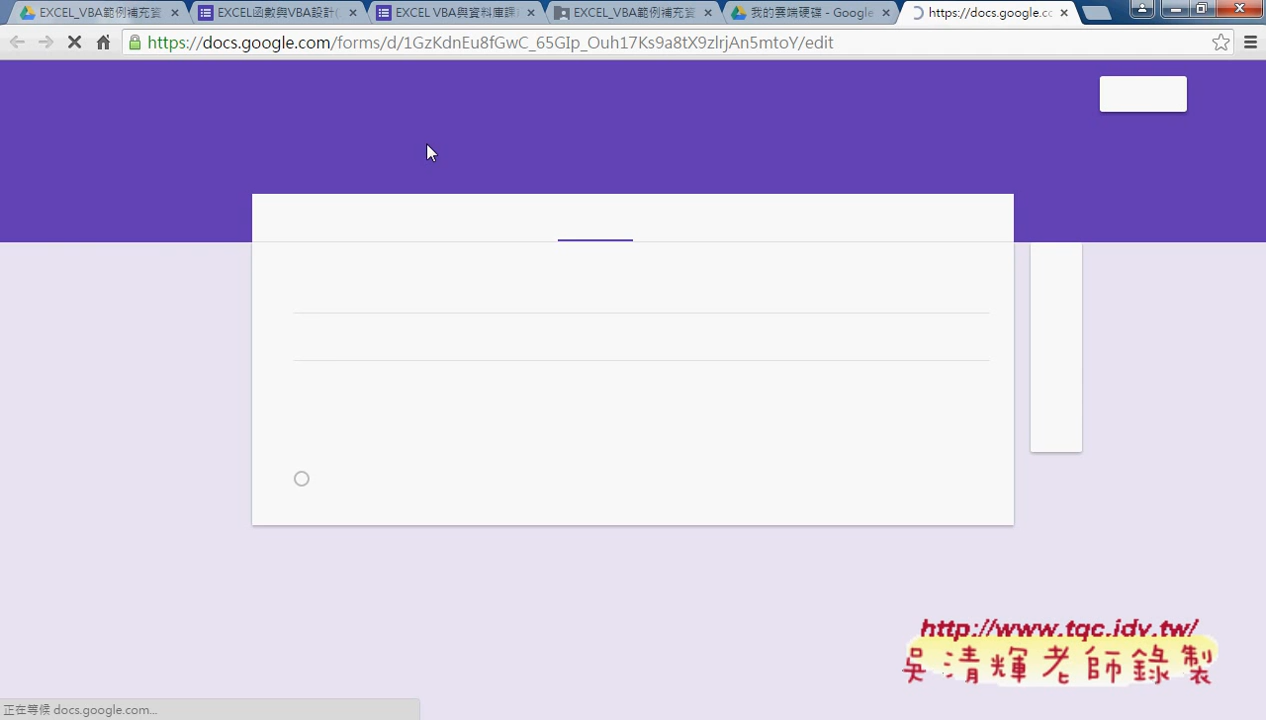 EXCEL_VBA範例補充資
EXCEL函數與VBA設計(
EXCEL VBA與資料庫課
EXCEL_VBA範例補充資
我的雲端硬碟 - Google
https://docs.google.co
https://docs.google.com/forms/d/1GzKdnEu8fGwC_65GIp_Ouh17Ks9a8tX9zlrjAn5mtoY/edit
http://www.tqc.idv.tw/
吳清輝老師錄製
正在等候 docs.google.com...